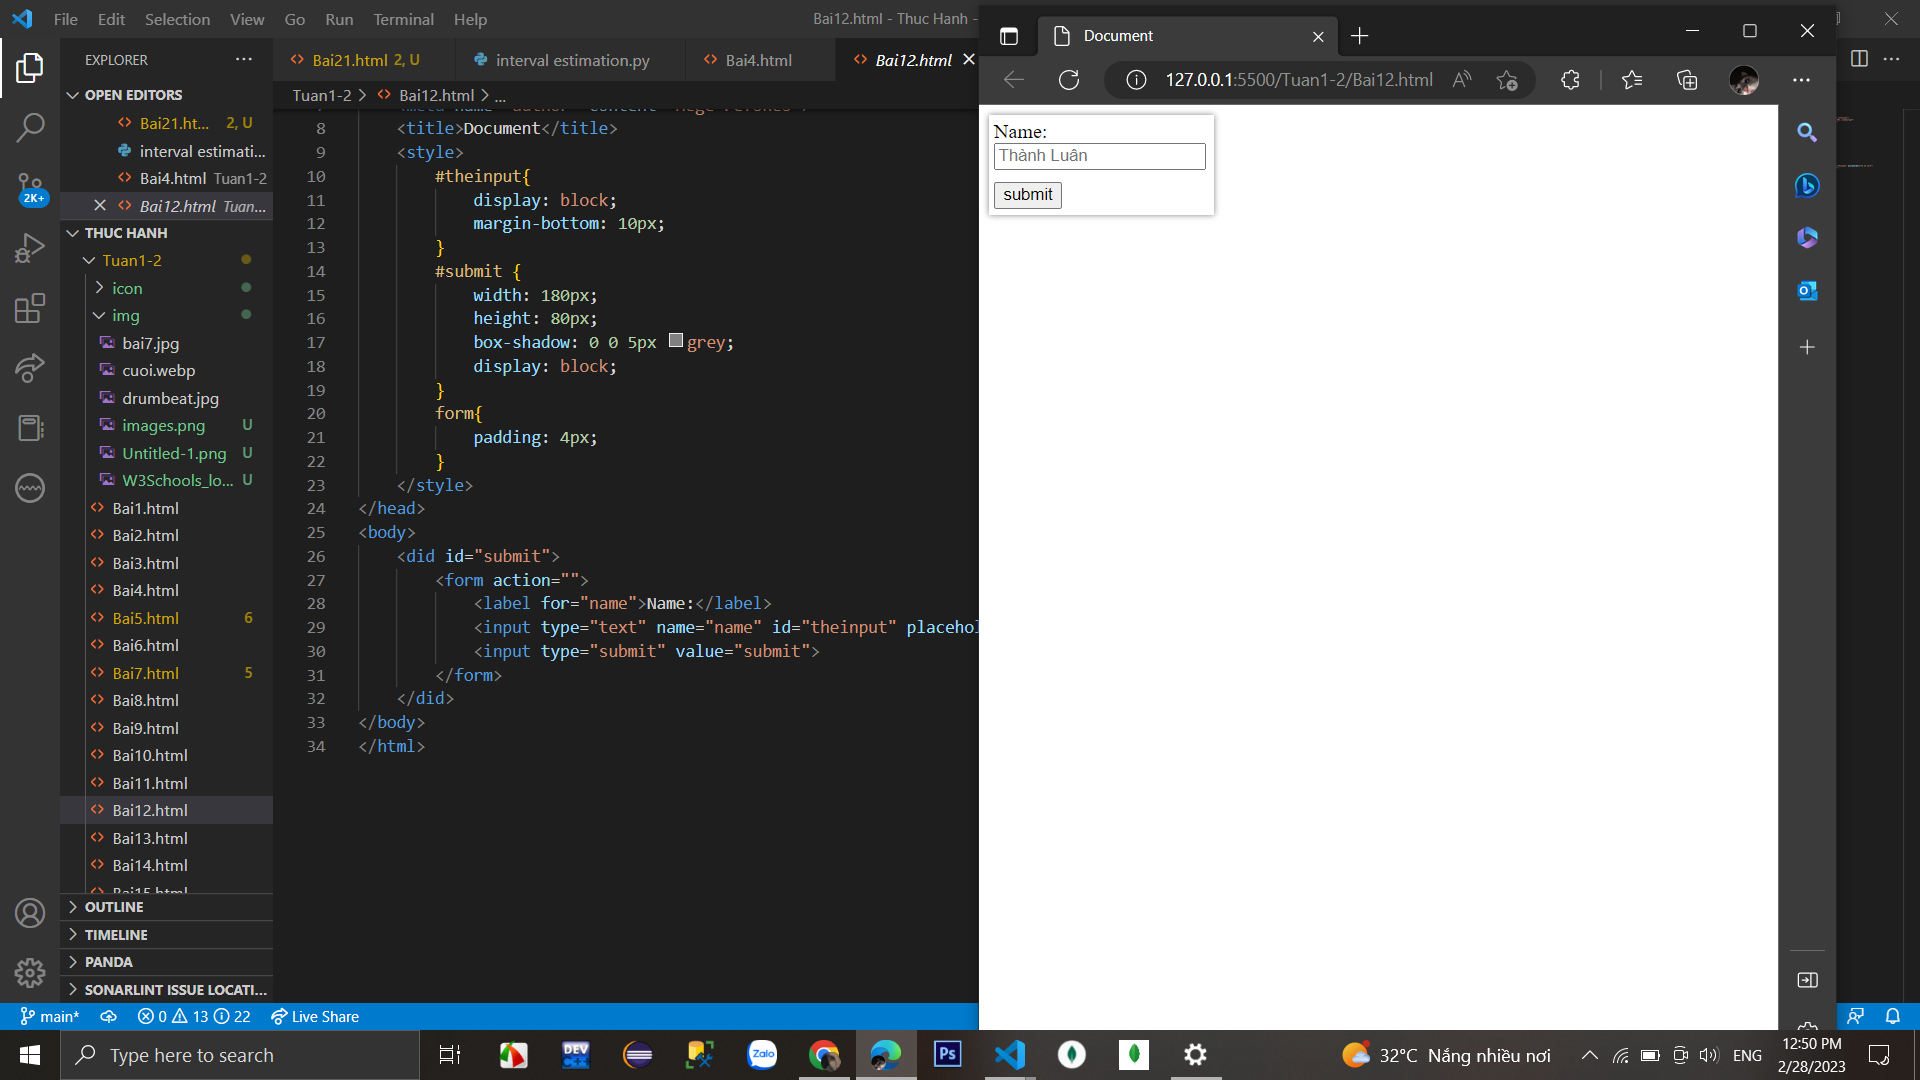 File Edit Selection View Go Run Terminal Help
Bai12.html - Thuc Hanh -
EXPLORER
OPEN EDITORS
Bai21.ht... 2, U
interval estimati...
Bai4.html Tuan1-2
Bai12.html Tuan...
2K+
THUC HANH
Tuan1-2
icon
img
bai7.jpg
cuoi.webp
drumbeat.jpg
images.png U
Untitled-1.png U
W3Schools_lo... U
Bai1.html
Bai2.html
Bai3.html
Bai4.html
Bai5.html 6
Bai6.html
Bai7.html 5
Bai8.html
Bai9.html
Bai10.html
Bai11.html
Bai12.html
Bai13.html
Bai14.html
Bai15.html
OUTLINE
TIMELINE
PANDA
SONARLINT ISSUE LOCATI...
Bai21.html 2, U
interval estimation.py
Bai4.html
Bai12.html
Tuan1-2 > Bai12.html > ...
8 <title>Document</title>
9 <style>
10 #theinput{
11 display: block;
12 margin-bottom: 10px;
13 }
14 #submit {
15 width: 180px;
16 height: 80px;
17 box-shadow: 0 0 5px grey;
18 display: block;
19 }
20 form{
21 padding: 4px;
22 }
23 </style>
24 </head>
25 <body>
26 <did id="submit">
27 <form action="">
28 <label for="name">Name:</label>
29 <input type="text" name="name" id="theinput" placehol
30 <input type="submit" value="submit">
31 </form>
32 </did>
33 </body>
34 </html>
Document
127.0.0.1:5500/Tuan1-2/Bai12.html
Name:
Thành Luân
submit
main* 0 13 22 Live Share
Type here to search
DEV C++
Zalo
Ps
32°C Nắng nhiều nơi
ENG
12:50 PM
2/28/2023